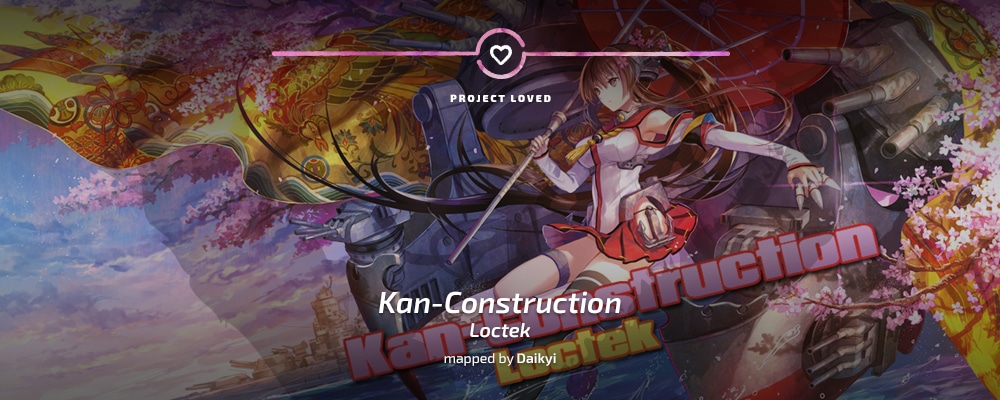 PROJECT LOVED
Kan-Construction
Loctek
Kan-Construction
Loctek
mapped by Daikyi